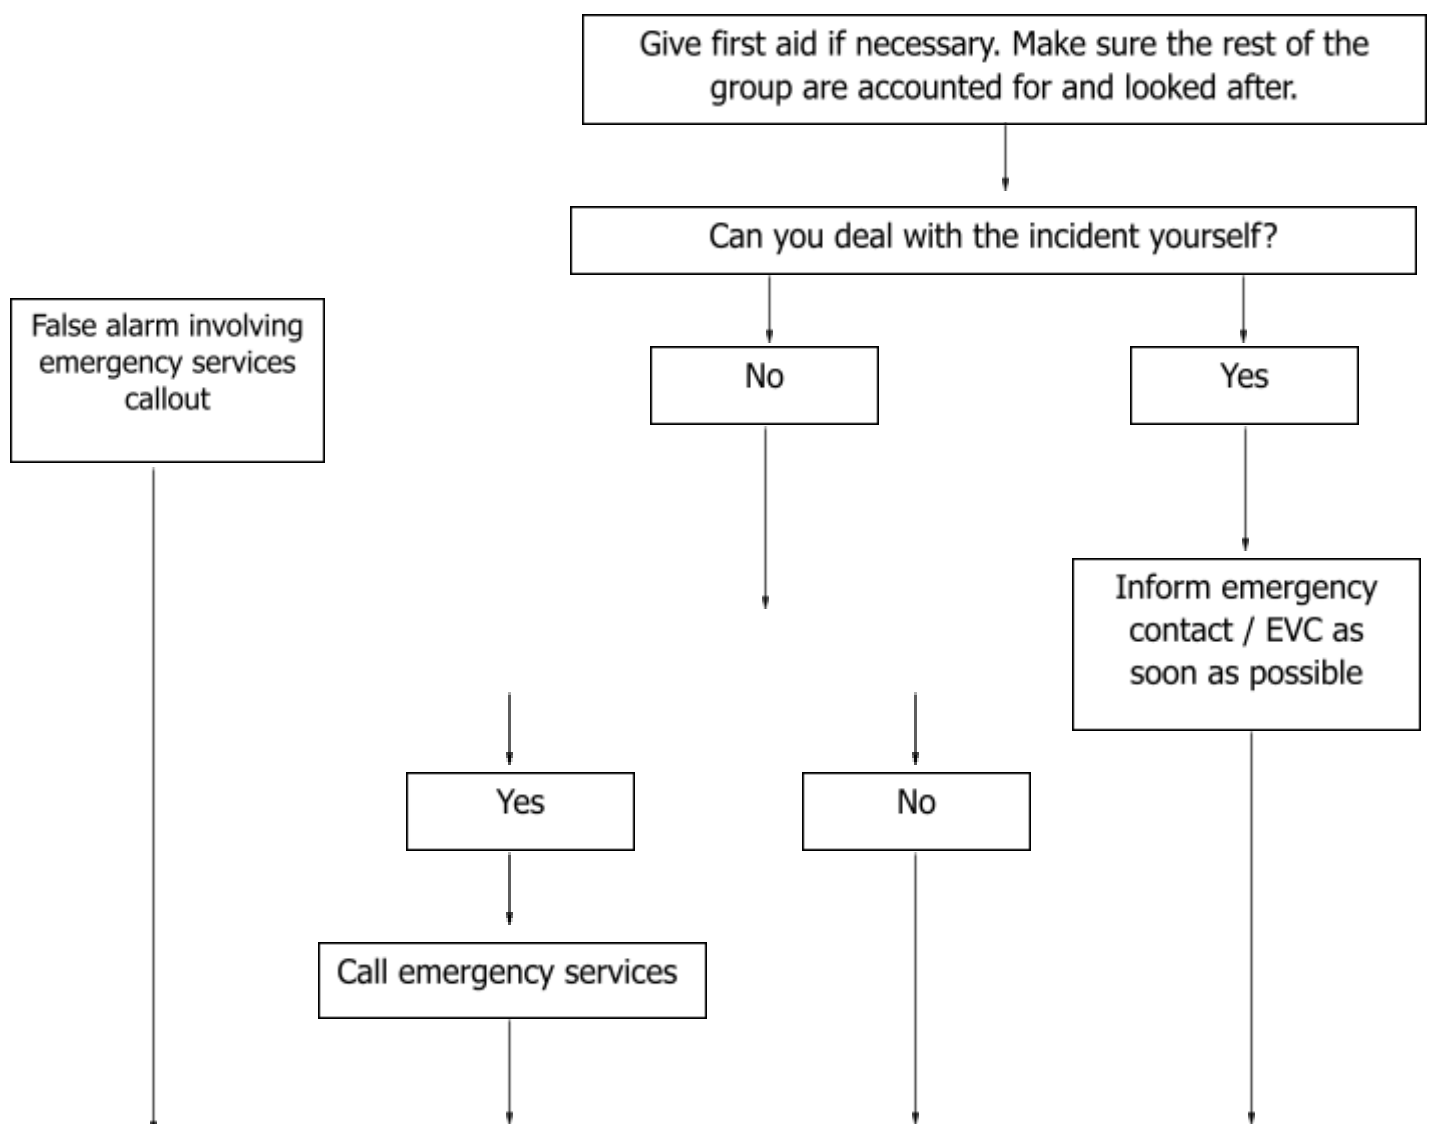 Give first aid if necessary. Make sure the rest of the
group are accounted for and looked after.
Can you deal with the incident yourself?
False alarm involving
emergency services
callout
No
Yes
Inform emergency
contact / EVC as
soon as possible
Yes
No
Call emergency services